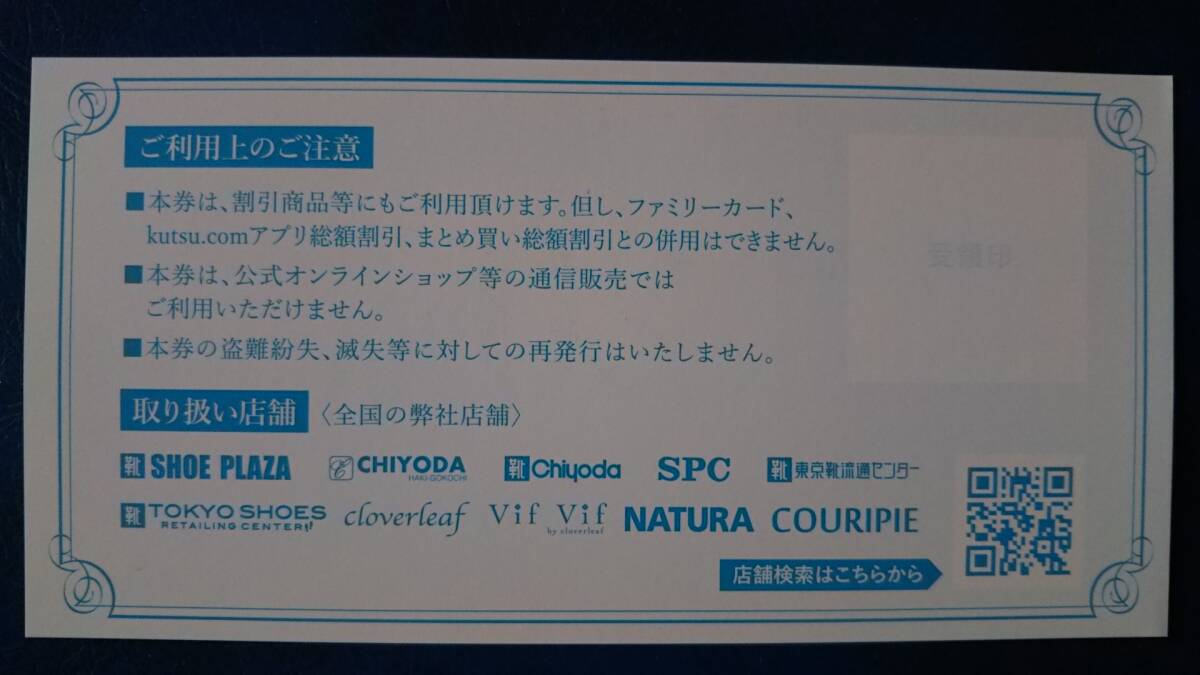 ご利用上のご注意
■本券は、割引商品等にもご利用頂けます。但し、ファミリーカード、
kutsu.comアプリ総額割引、まとめ買い総額割引との併用はできません。
■本券は、公式オンラインショップ等の通信販売では
ご利用いただけません。
■本券の盗難紛失、滅失等に対しての再発行はいたしません。
受領印
取り扱い店舗 〈全国の弊社店舗〉
靴 SHOE PLAZA CHIYODA HAKI-GOKOCHI 靴 Chiyoda SPC 靴 東京靴流通センター
靴 TOKYO SHOES RETAILING CENTER cloverleaf Vif Vif by cloverleaf NATURA COURIPIE
店舗検索はこちらから